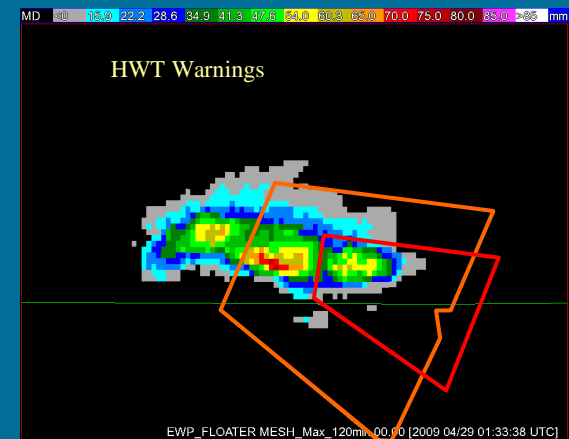 MD <0 15.9 22.2 28.6 34.9 41.3 47.6 54.0 60.3 65.0 70.0 75.0 80.0 85.0 >85 mm
HWT Warnings
EWP_FLOATER MESH_Max_120min 00.00 [2009 04/29 01:33:38 UTC]